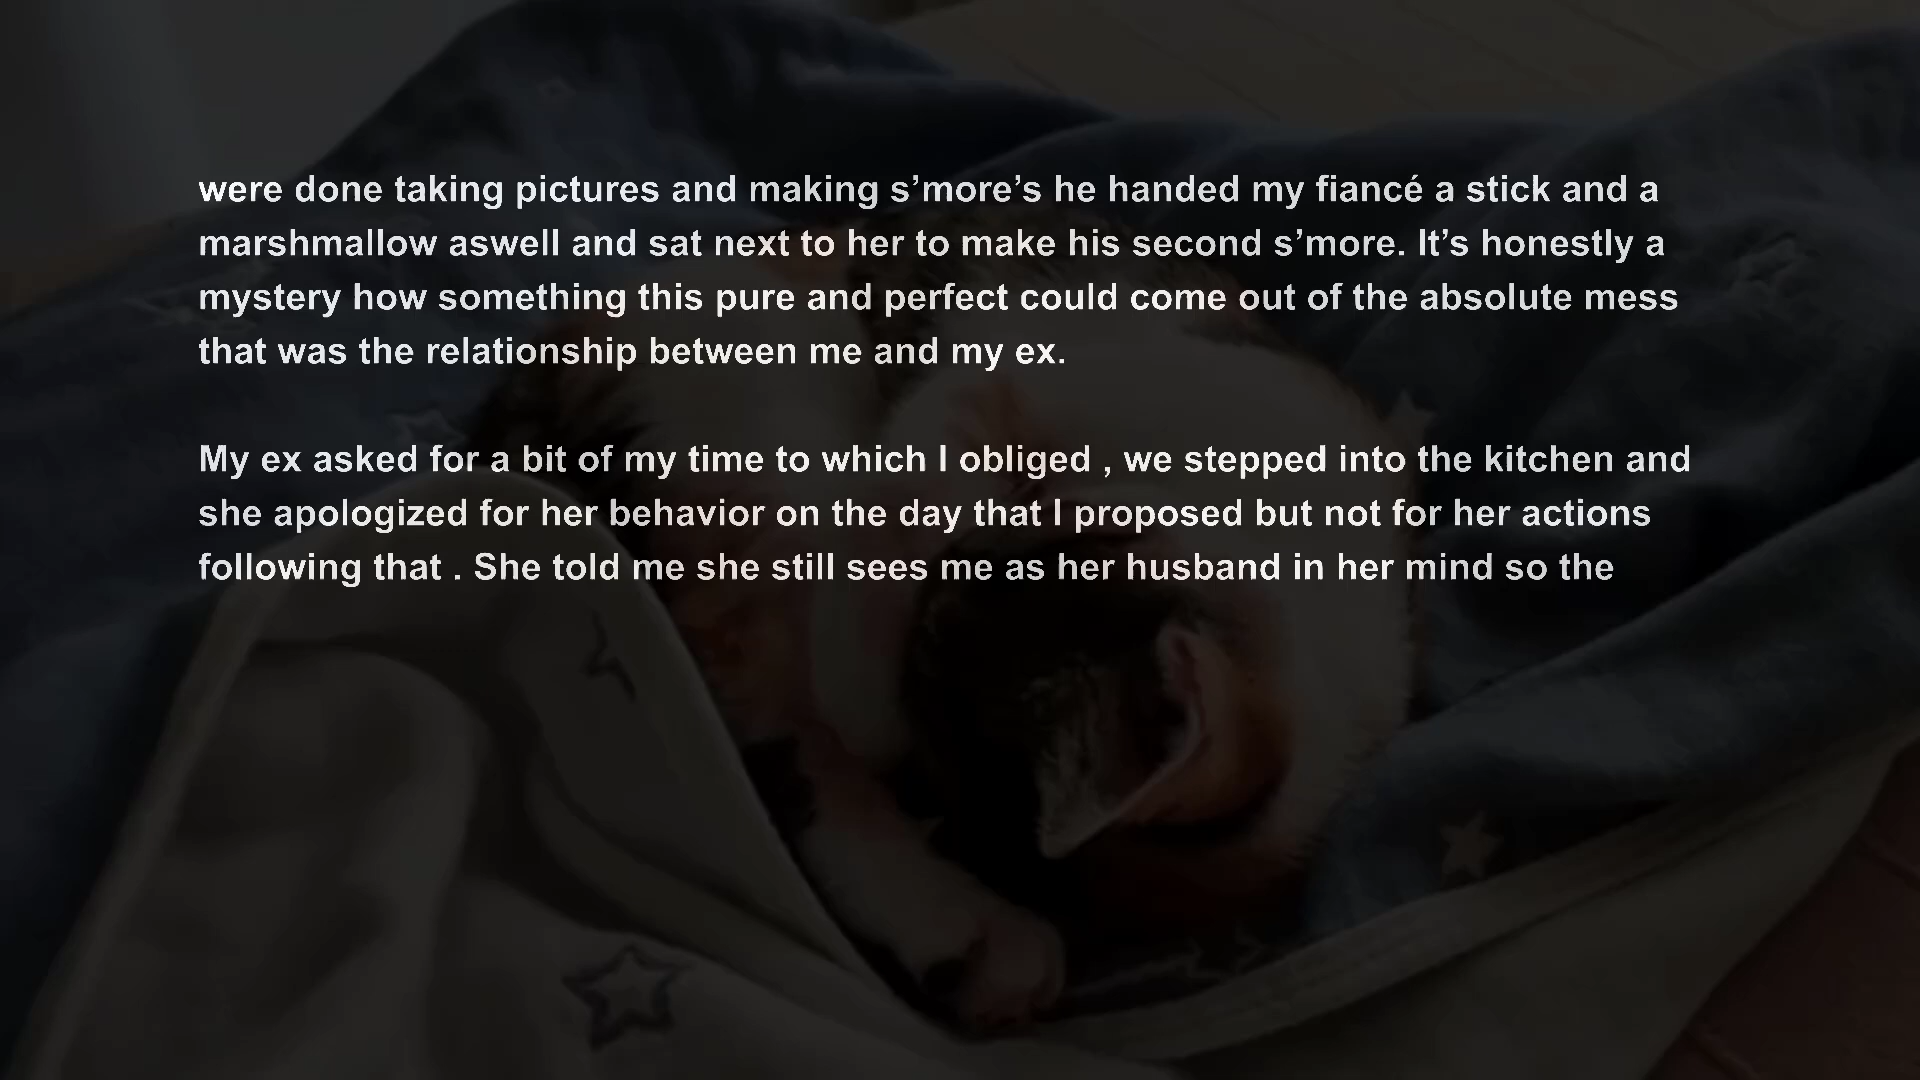 were done taking pictures and making s’more’s he handed my fiancé a stick and a
marshmallow aswell and sat next to her to make his second s’more. It’s honestly a
mystery how something this pure and perfect could come out of the absolute mess
that was the relationship between me and my ex.
My ex asked for a bit of my time to which I obliged , we stepped into the kitchen and
she apologized for her behavior on the day that I proposed but not for her actions
following that . She told me she still sees me as her husband in her mind so the